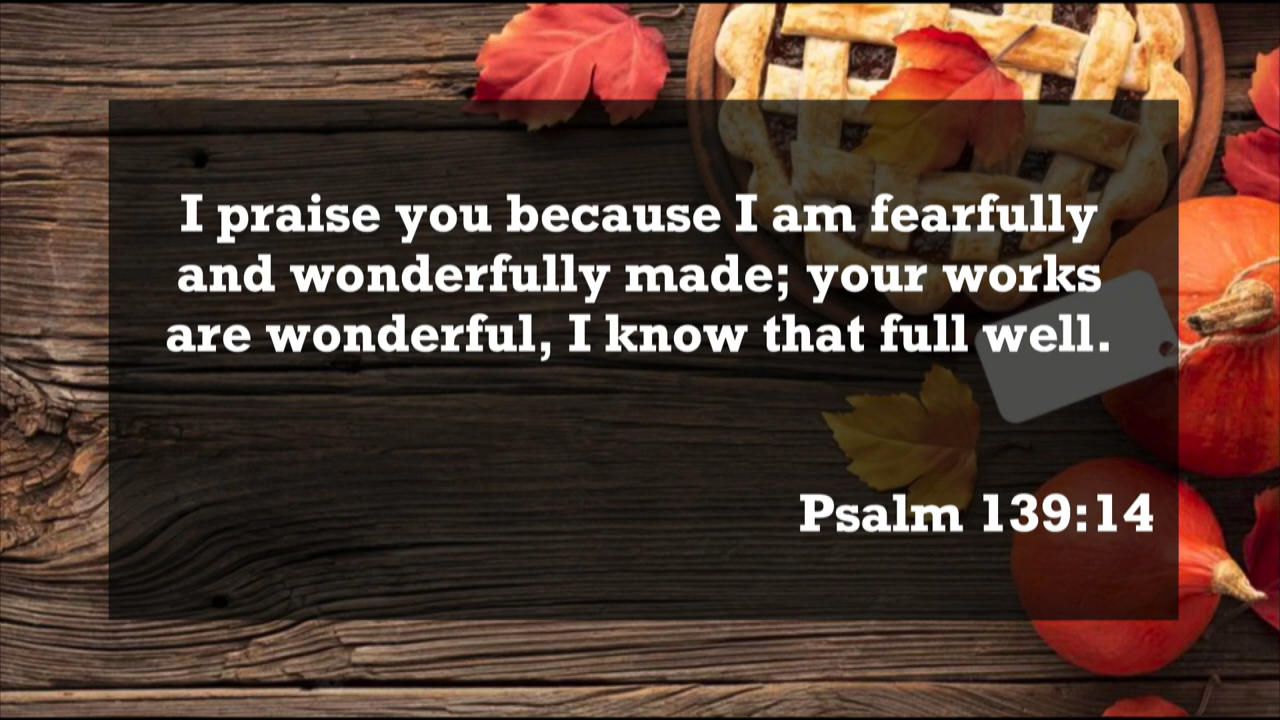 I praise you because I am fearfully
and wonderfully made; your works
are wonderful, I know that full well.
Psalm 139:14